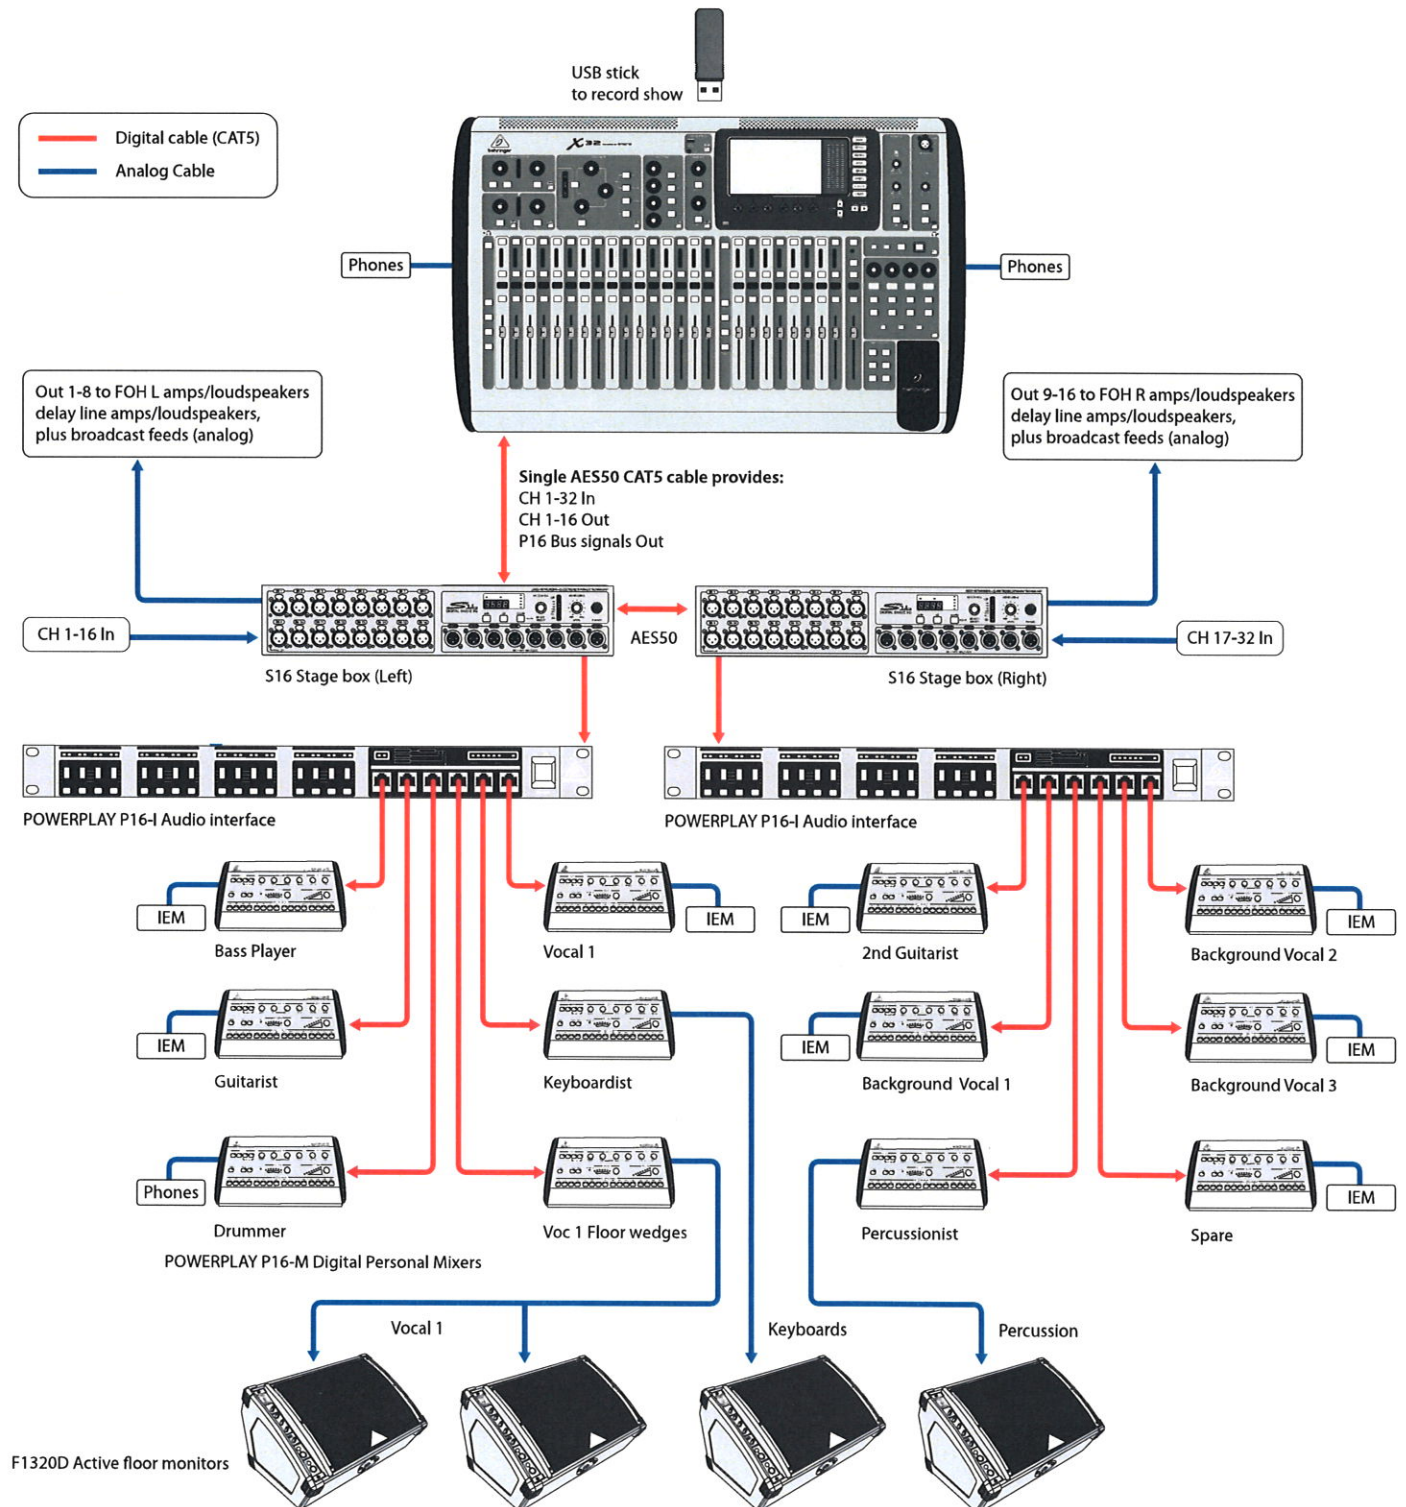 USB stick
to record show
Digital cable (CAT5)
Analog Cable
X32
Phones
Phones
Out 1-8 to FOH L amps/loudspeakers
delay line amps/loudspeakers,
plus broadcast feeds (analog)
Out 9-16 to FOH R amps/loudspeakers
delay line amps/loudspeakers,
plus broadcast feeds (analog)
Single AES50 CAT5 cable provides:
CH 1-32 In
CH 1-16 Out
P16 Bus signals Out
CH 1-16 In
AES50
CH 17-32 In
S16 Stage box (Left)
S16 Stage box (Right)
POWERPLAY P16-I Audio interface
POWERPLAY P16-I Audio interface
IEM
IEM
IEM
IEM
Bass Player
Vocal 1
2nd Guitarist
Background Vocal 2
IEM
IEM
IEM
Guitarist
Keyboardist
Background Vocal 1
Background Vocal 3
Phones
IEM
Drummer
Voc 1 Floor wedges
Percussionist
Spare
POWERPLAY P16-M Digital Personal Mixers
Vocal 1
Keyboards
Percussion
F1320D Active floor monitors